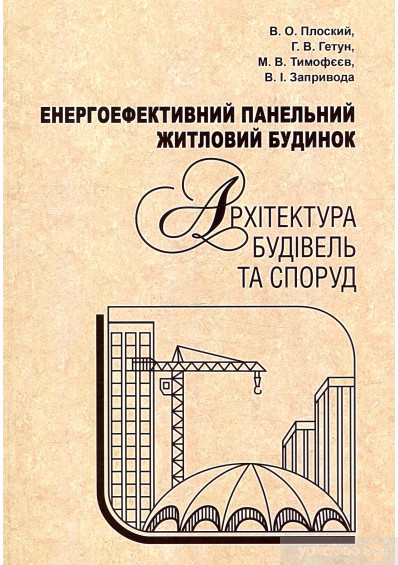 В. О. Плоский,
Г. В. Гетун,
М. В. Тимофєєв,
В. І. Запривода
ЕНЕРГОЕФЕКТИВНИЙ ПАНЕЛЬНИЙ
ЖИТЛОВИЙ БУДИНОК
АРХІТЕКТУРА
БУДІВЕЛЬ
ТА СПОРУД